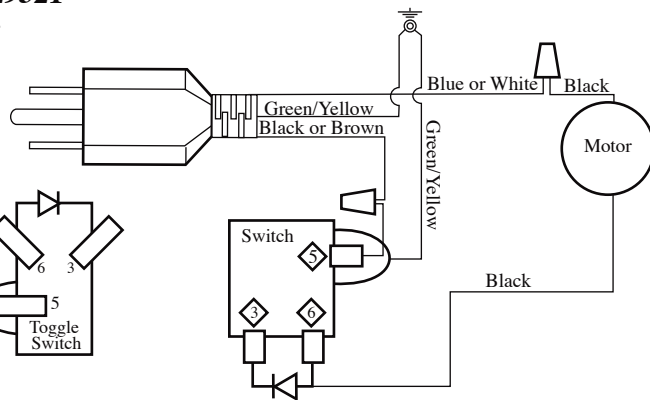 Blue or White
Black
Green/Yellow
Black or Brown
Green/Yellow
Motor
Switch
5
3
6
6
3
5
Toggle
Switch
Black